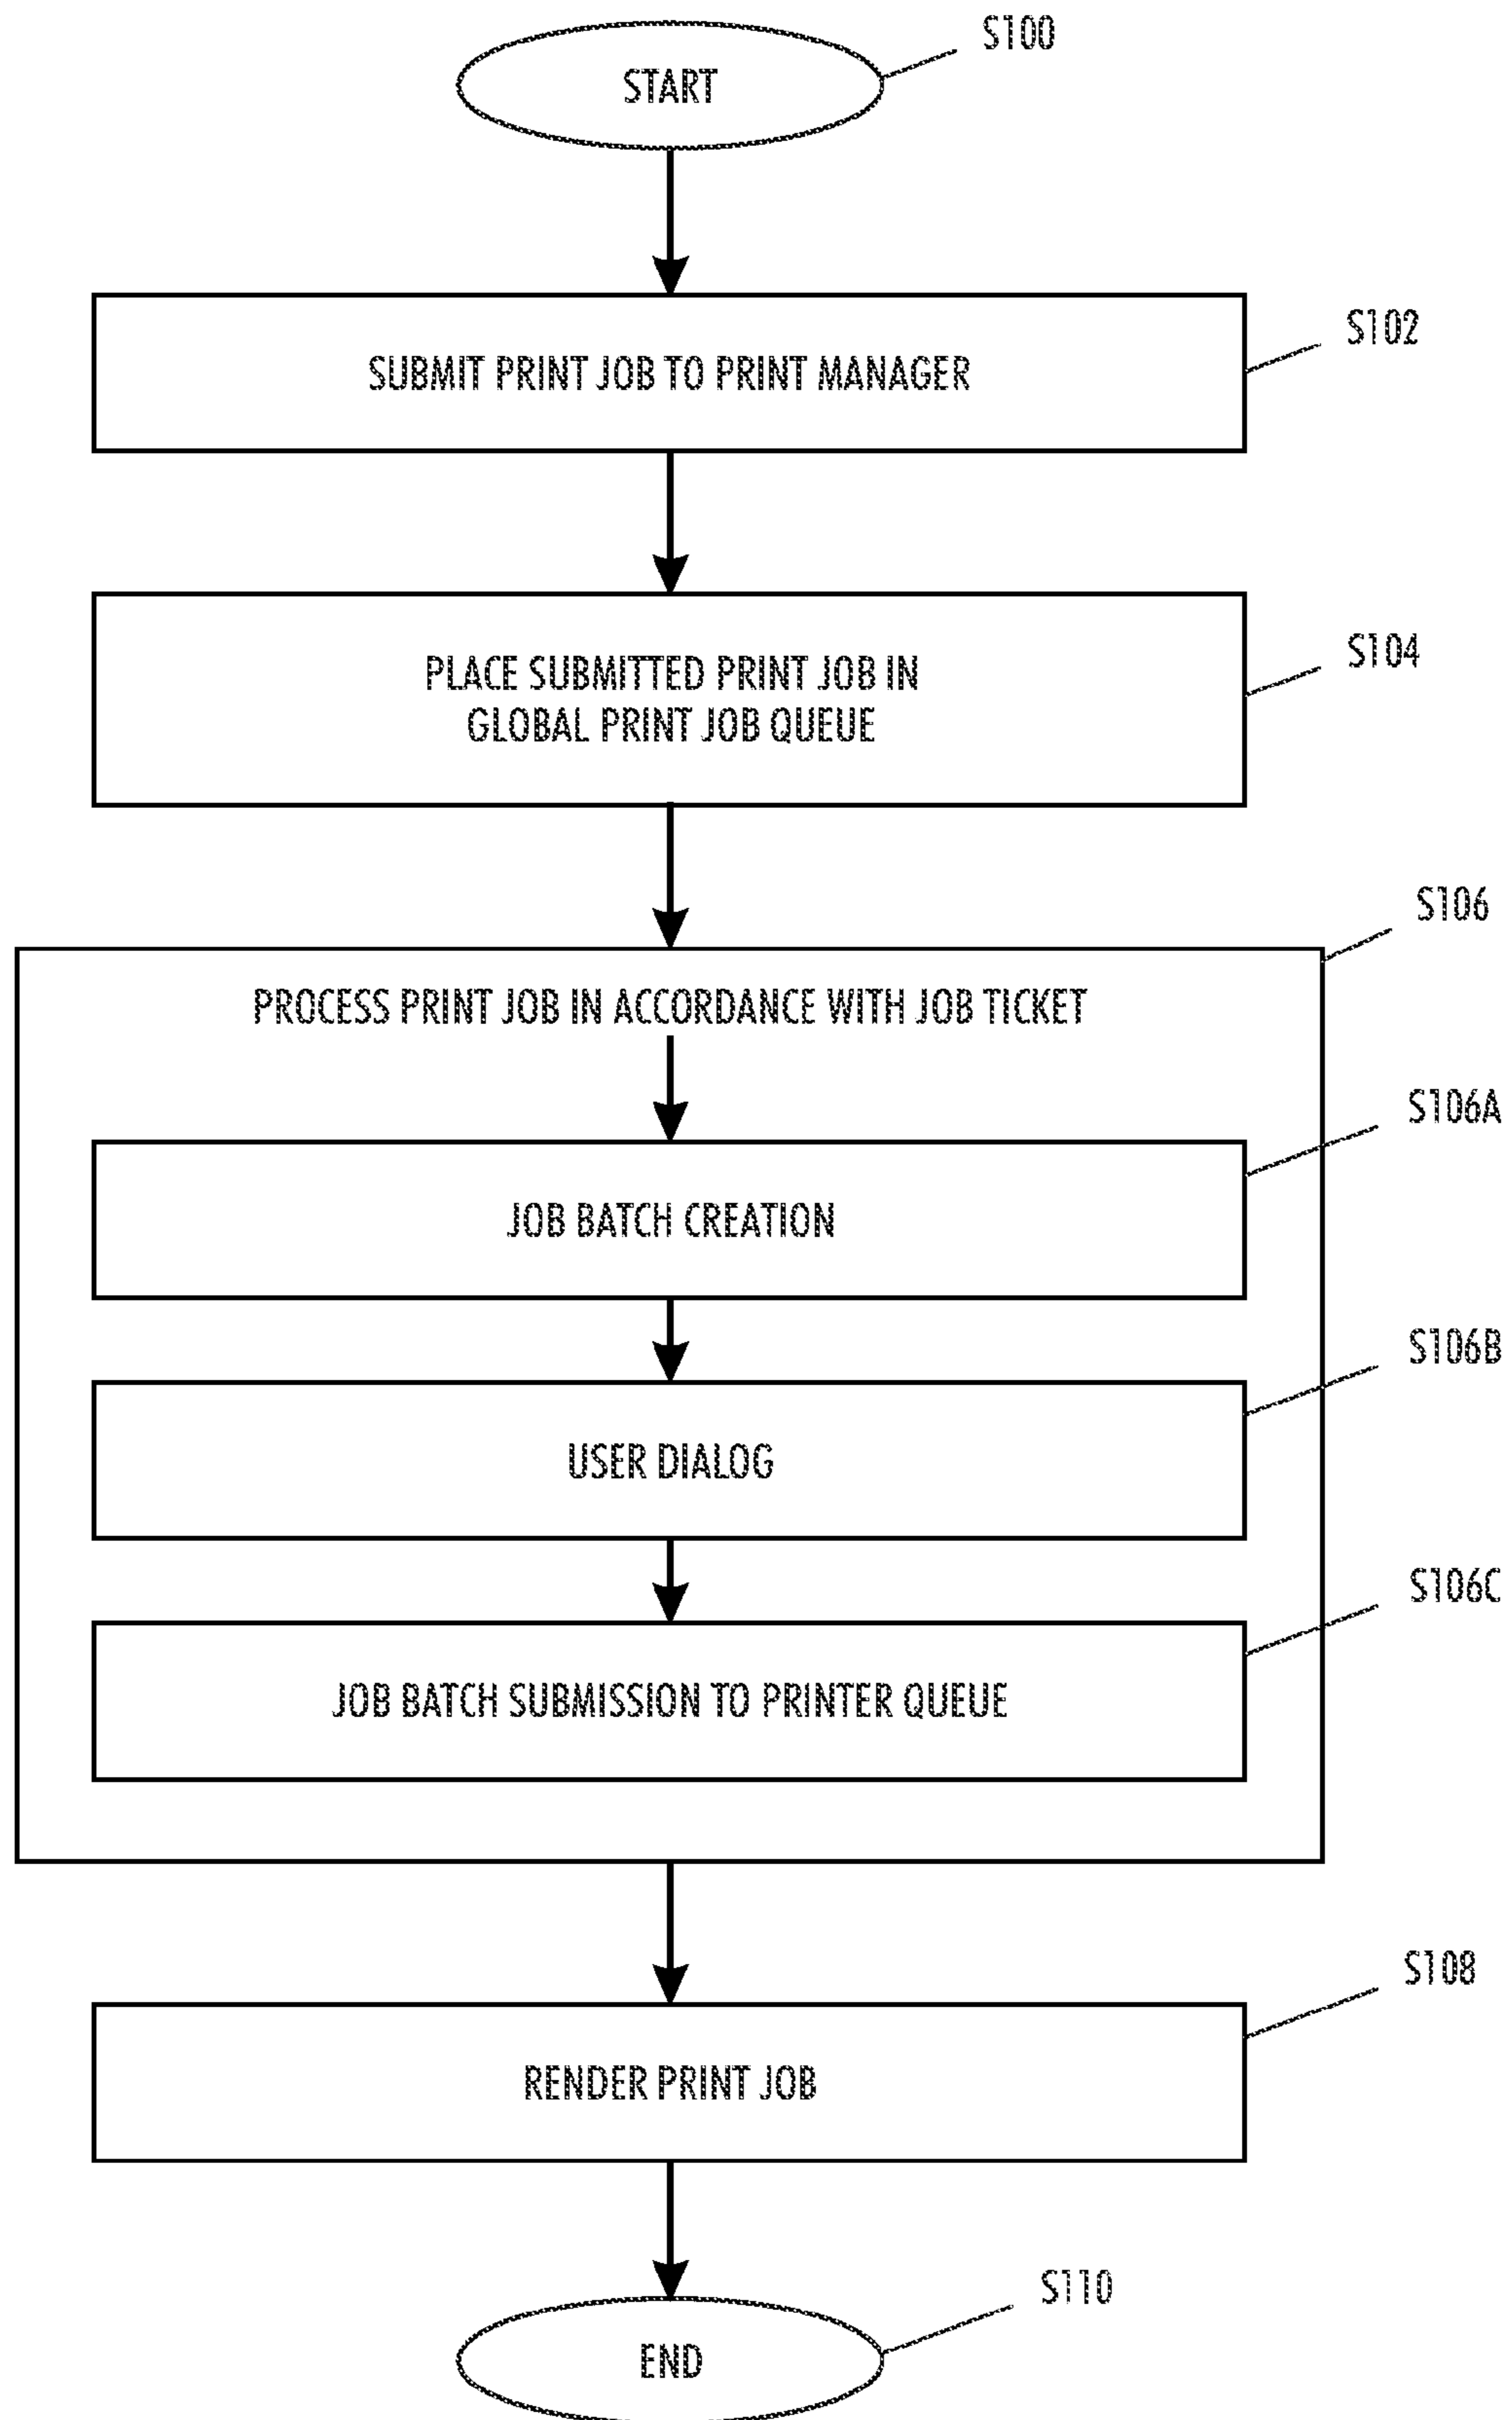 S100
START
S102
SUBMIT PRINT JOB TO PRINT MANAGER
S104
PLACE SUBMITTED PRINT JOB IN
GLOBAL PRINT JOB QUEUE
S106
PROCESS PRINT JOB IN ACCORDANCE WITH JOB TICKET
S106A
JOB BATCH CREATION
S106B
USER DIALOG
S106C
JOB BATCH SUBMISSION TO PRINTER QUEUE
S108
RENDER PRINT JOB
S110
END